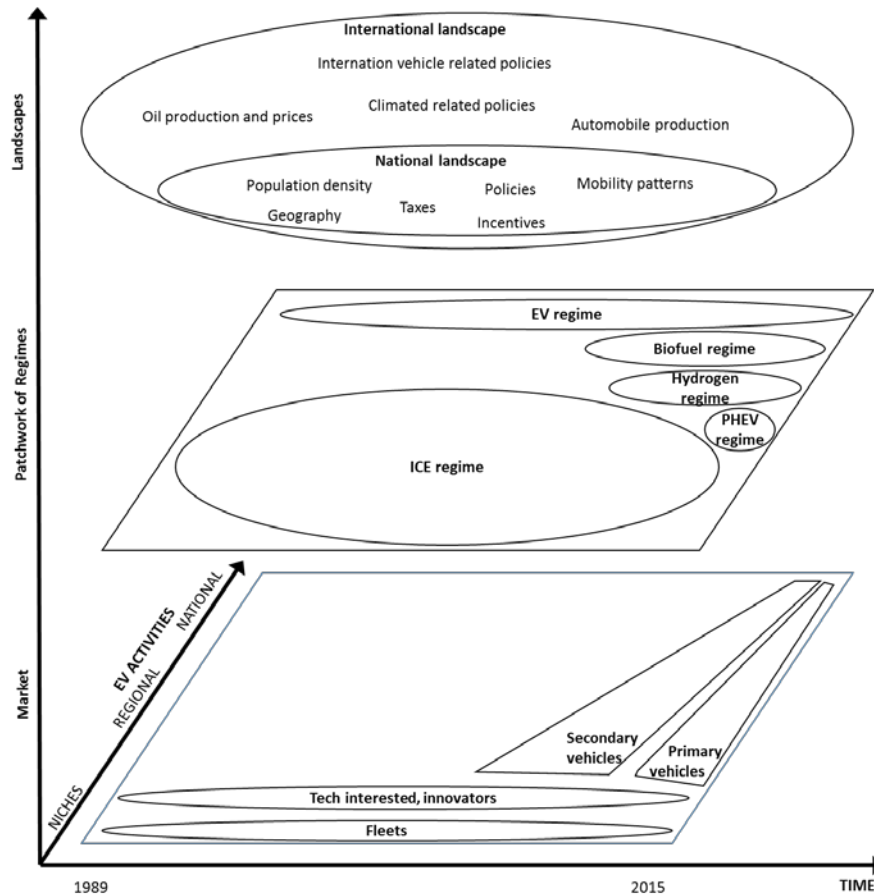 International landscape
Internation vehicle related policies
Climated related policies
Oil production and prices
Automobile production
National landscape
Population density
Policies
Mobility patterns
Geography
Taxes
Incentives
Landscapes
EV regime
Biofuel regime
Hydrogen
regime
PHEV
regime
ICE regime
Patchwork of Regimes
NATIONAL
EV ACTIVITIES
REGIONAL
NICHES
Market
Secondary
vehicles
Primary
vehicles
Tech interested, innovators
Fleets
1989
2015
TIME